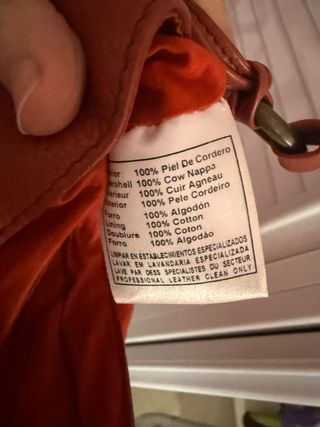 100% Piel De Cordero
100% Cow Nappa
100% Cuir Agneau
100% Pele Cordeiro
Forro 100% Algodón
Lining 100% Cotton
Doublure 100% Coton
Forro 100% Algodão
LIMPIAR EN ESTABLECIMIENTOS ESPECIALIZADOS
LAVAR EM LAVANDARIA ESPECIALIZADA
LAVE PAR DESS SPECIALISTES DU SECTEUR
PROFESSIONAL LEATHER CLEAN ONLY